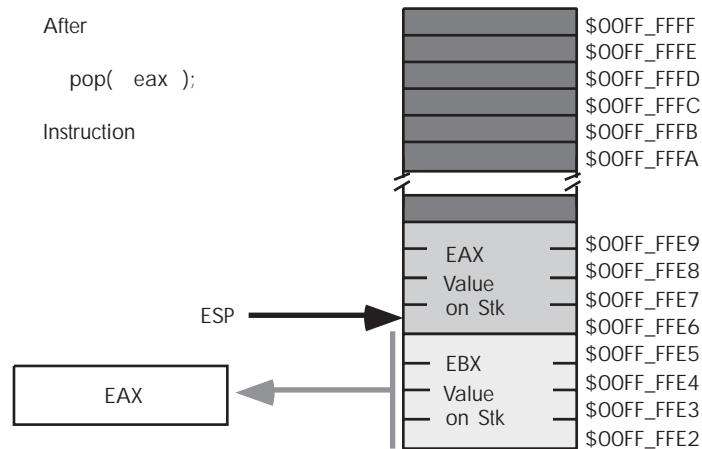 After
pop( eax );
Instruction
$00FF_FFFF
$00FF_FFFE
$00FF_FFFD
$00FF_FFFC
$00FF_FFFB
$00FF_FFFA
EAX
Value
on Stk
$00FF_FFE9
$00FF_FFE8
$00FF_FFE7
$00FF_FFE6
ESP
EBX
Value
on Stk
$00FF_FFE5
$00FF_FFE4
$00FF_FFE3
$00FF_FFE2
EAX